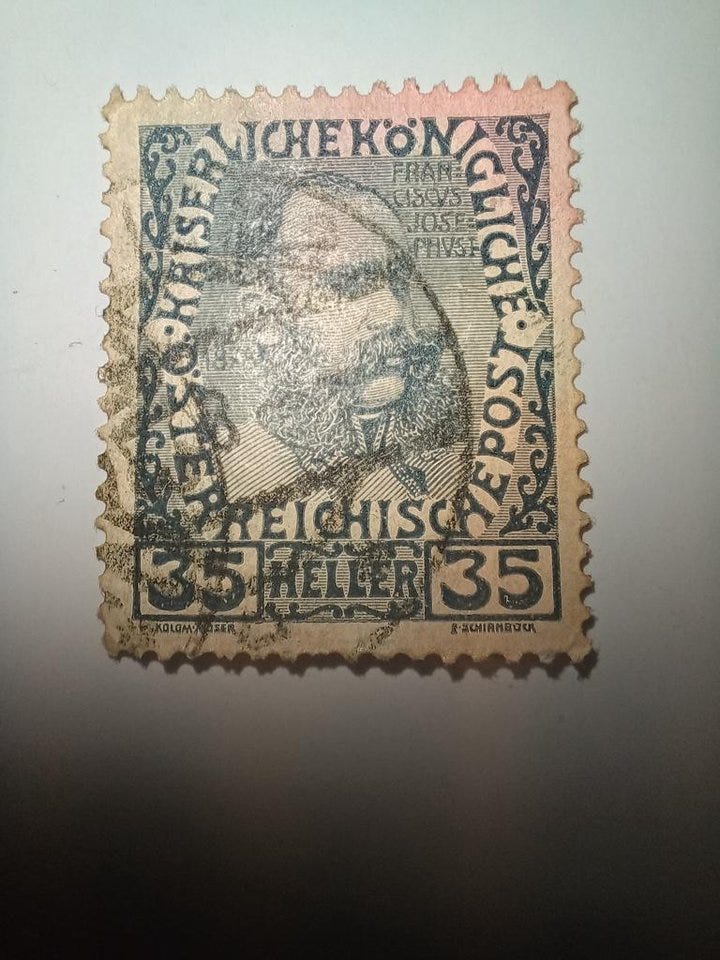 KAISERLICHE KÖNIGLICHE
ÖSTERREICHISCHE POST
FRAN-
CISCVS
JOSE-
PHVS I
35 HELLER 35
KOLOM·MOSER
F·SCHIRNBÖCK